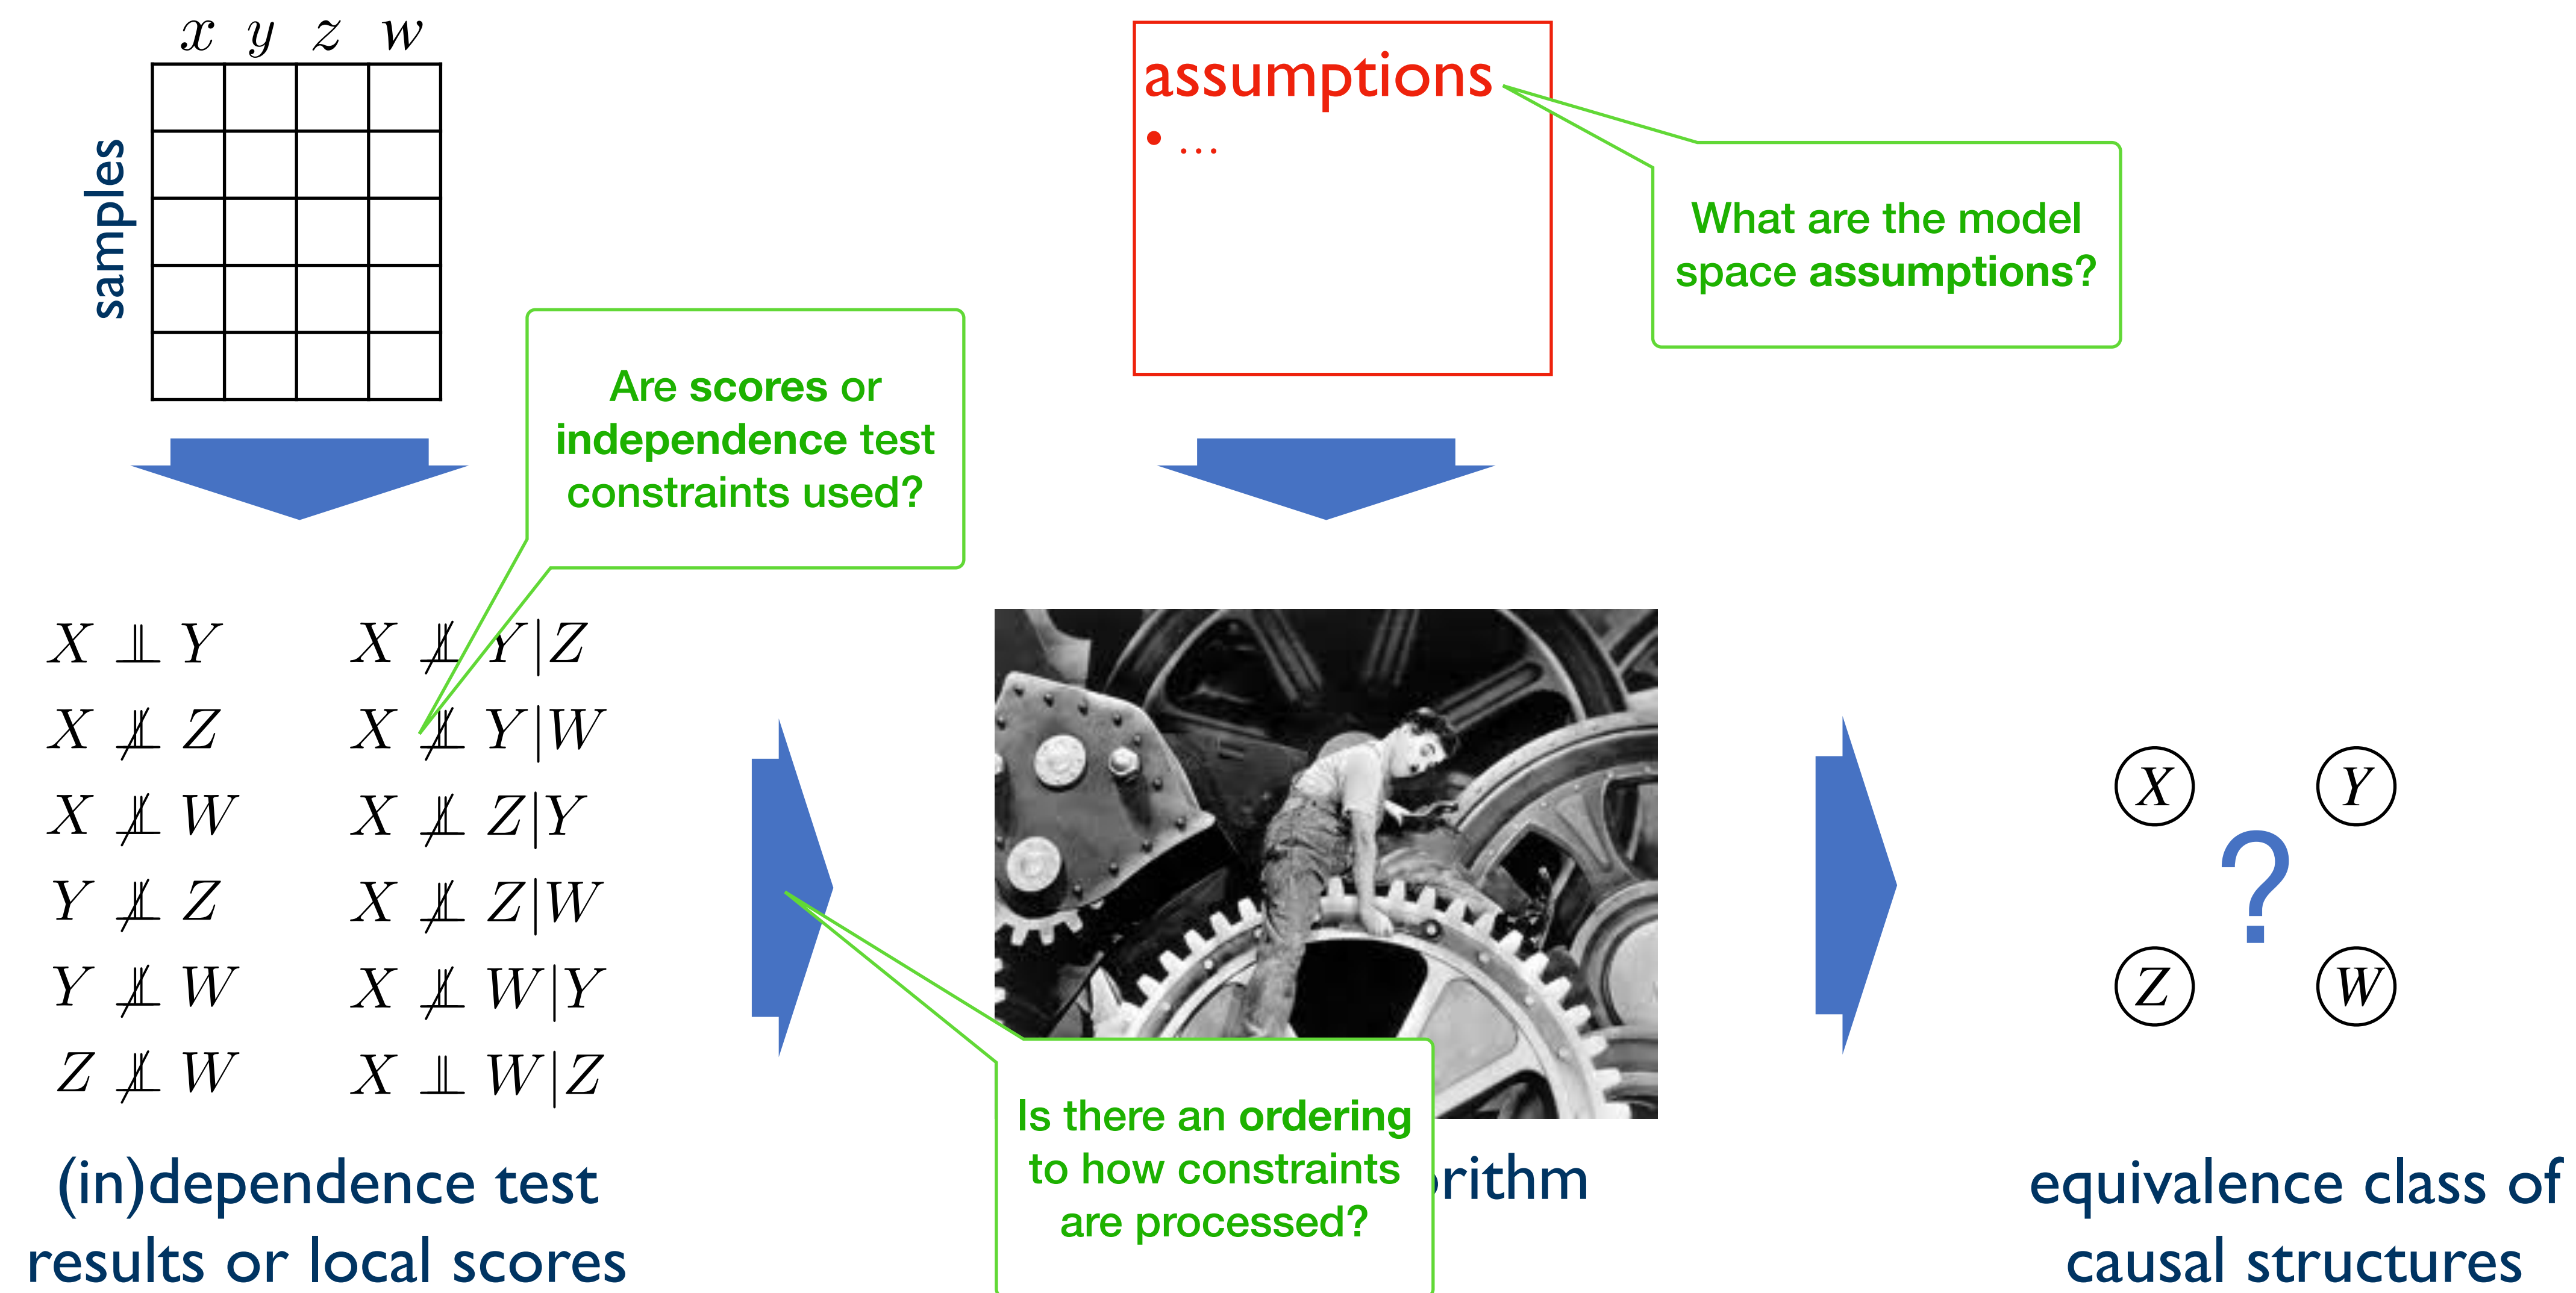 x y z w
samples
assumptions
• ...
What are the model
space assumptions?
Are scores or
independence test
constraints used?
X ⫫ Y
X ⫫̸ Z
X ⫫̸ W
Y ⫫̸ Z
Y ⫫̸ W
Z ⫫̸ W
X ⫫̸ Y|Z
X ⫫̸ Y|W
X ⫫̸ Z|Y
X ⫫̸ Z|W
X ⫫̸ W|Y
X ⫫ W|Z
(in)dependence test
results or local scores
Is there an ordering
to how constraints
are processed?
rithm
X
Y
?
Z
W
equivalence class of
causal structures